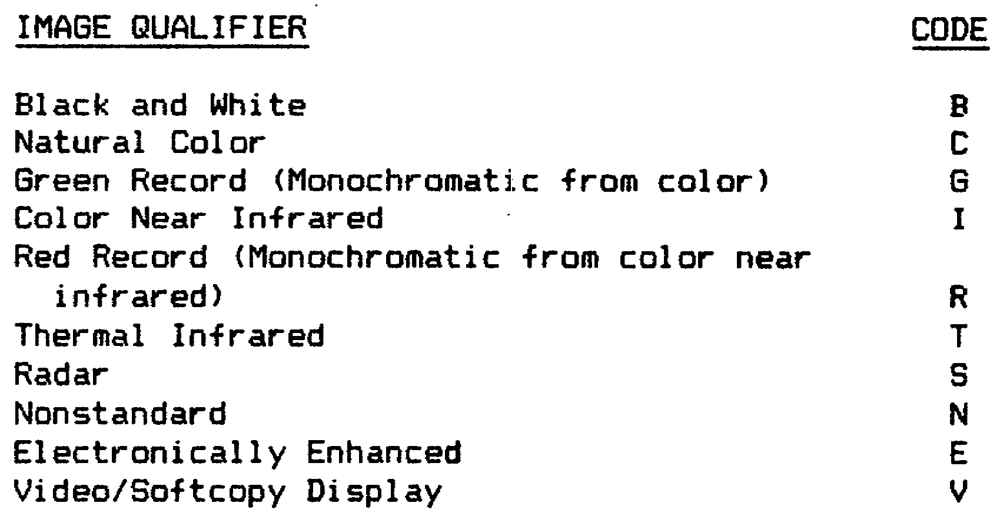 IMAGE QUALIFIER CODE
Black and White B
Natural Color C
Green Record (Monochromatic from color) G
Color Near Infrared I
Red Record (Monochromatic from color near
infrared) R
Thermal Infrared T
Radar S
Nonstandard N
Electronically Enhanced E
Video/Softcopy Display V